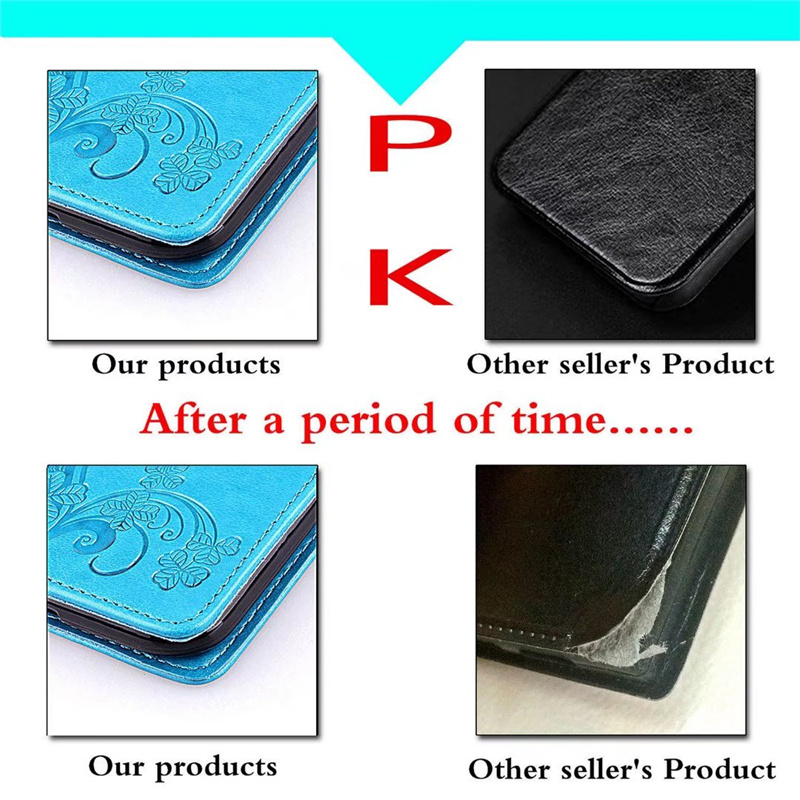 P
K
Our products
Other seller's Product
After a period of time......
Our products
Other seller's Product